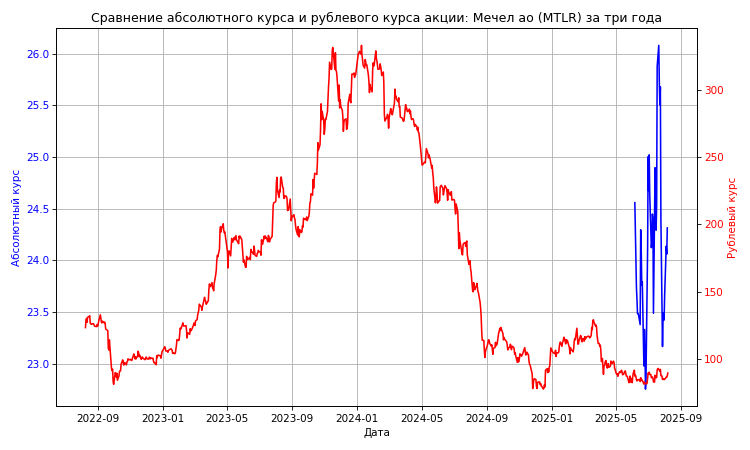 Сравнение абсолютного курса и рублевого курса акции: Мечел ао (MTLR) за три года
26.0
25.5
25.0
24.5
24.0
23.5
23.0
Абсолютный курс
300
250
200
150
100
Рублевый курс
2022-09 2023-01 2023-05 2023-09 2024-01 2024-05 2024-09 2025-01 2025-05 2025-09
Дата